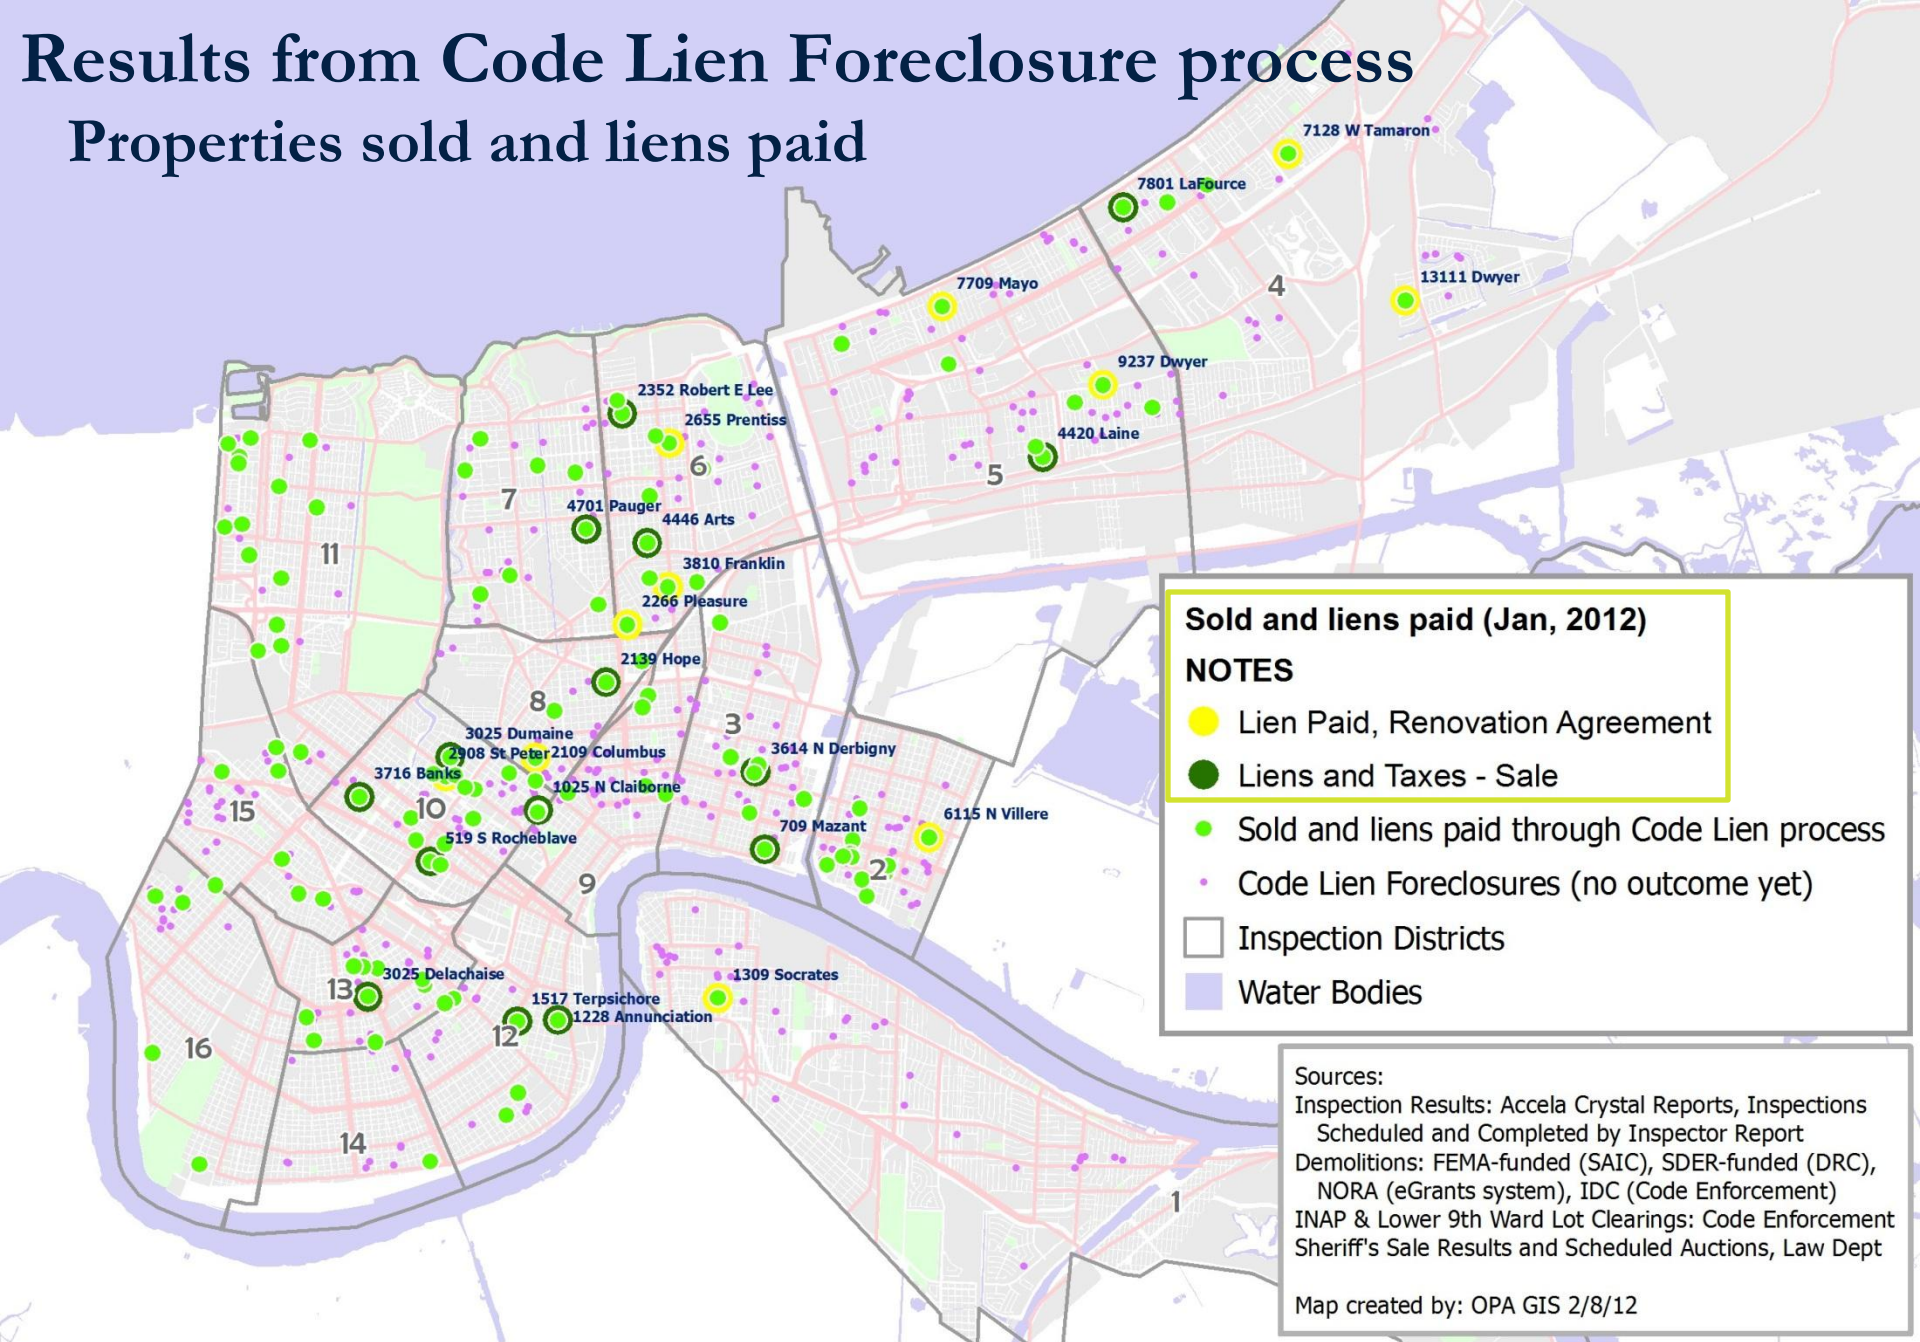 Results from Code Lien Foreclosure process
Properties sold and liens paid
7128 W Tamaron
7801 LaFource
4
13111 Dwyer
7709 Mayo
9237 Dwyer
2352 Robert E Lee
2655 Prentiss
4420 Laine
6
5
7
4701 Pauger
4446 Arts
11
3810 Franklin
2266 Pleasure
2139 Hope
8
3
3025 Dumaine
2908 St Peter
2109 Columbus
3614 N Derbigny
3716 Banks
1025 N Claiborne
15
10
709 Mazant
6115 N Villere
519 S Rocheblave
2
9
3025 Delachaise
1309 Socrates
13
1517 Terpsichore
1228 Annunciation
12
16
14
1
Sold and liens paid (Jan, 2012)
NOTES
Lien Paid, Renovation Agreement
Liens and Taxes - Sale
Sold and liens paid through Code Lien process
Code Lien Foreclosures (no outcome yet)
Inspection Districts
Water Bodies
Sources:
Inspection Results: Accela Crystal Reports, Inspections
Scheduled and Completed by Inspector Report
Demolitions: FEMA-funded (SAIC), SDER-funded (DRC),
NORA (eGrants system), IDC (Code Enforcement)
INAP & Lower 9th Ward Lot Clearings: Code Enforcement
Sheriff's Sale Results and Scheduled Auctions, Law Dept
Map created by: OPA GIS 2/8/12